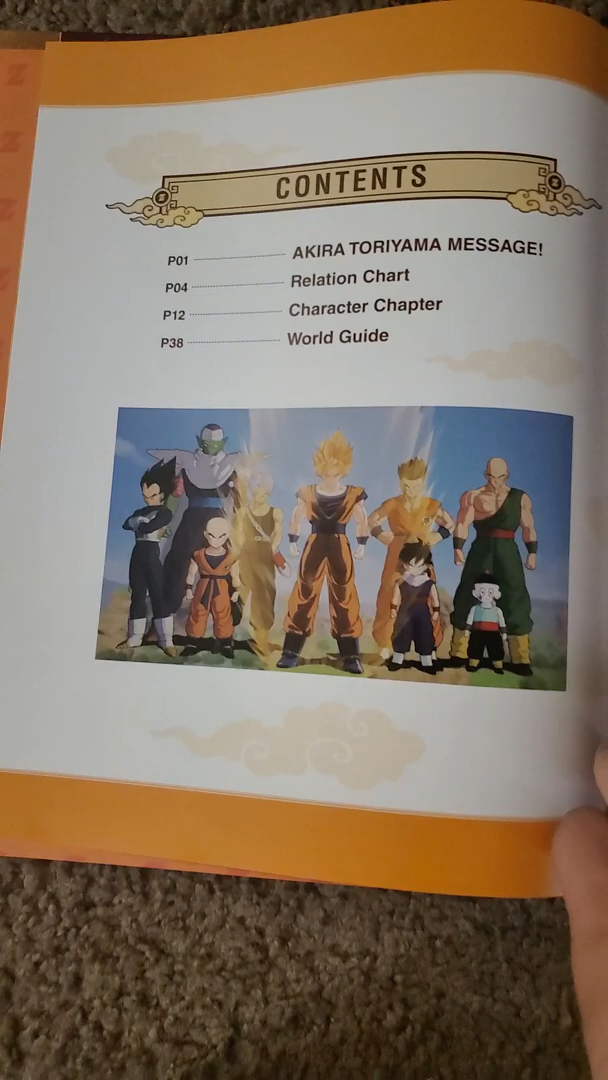 CONTENTS
P01 AKIRA TORIYAMA MESSAGE!
P04 Relation Chart
P12 Character Chapter
P38 World Guide